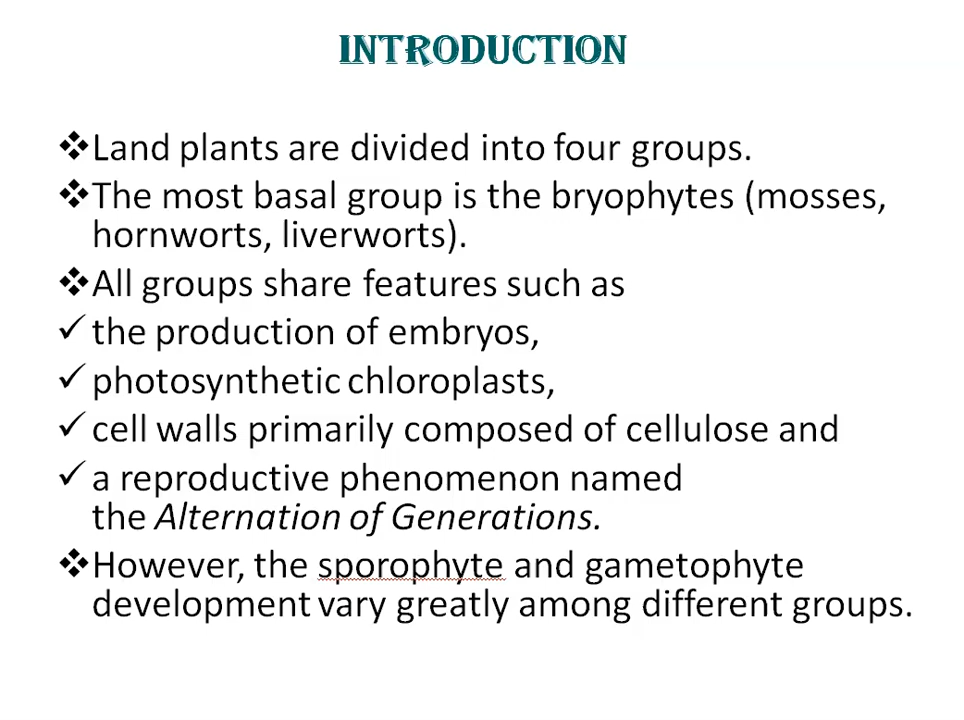 INTRODUCTION
❖Land plants are divided into four groups.
❖The most basal group is the bryophytes (mosses,
hornworts, liverworts).
❖All groups share features such as
✓ the production of embryos,
✓ photosynthetic chloroplasts,
✓ cell walls primarily composed of cellulose and
✓ a reproductive phenomenon named
the Alternation of Generations.
❖However, the sporophyte and gametophyte
development vary greatly among different groups.